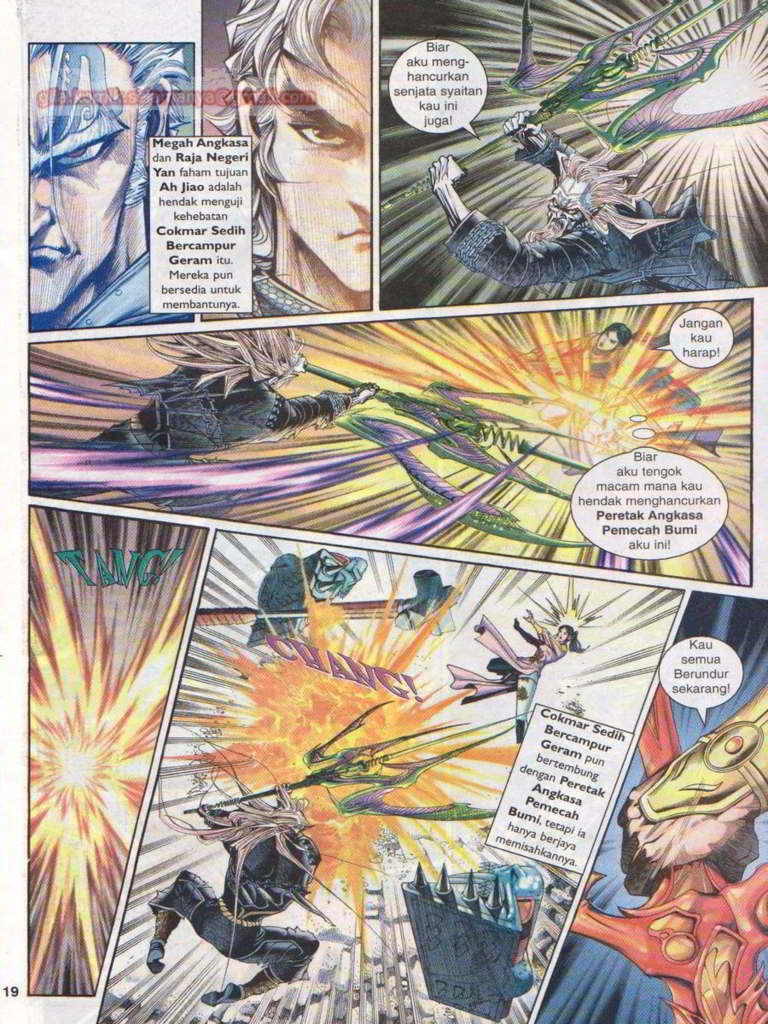 Megah Angkasa
dan Raja Negeri
Yan faham tujuan
Ah Jiao adalah
hendak menguji
kehebatan
Cokmar Sedih
Bercampur
Geram itu.
Mereka pun
bersedia untuk
membantunya.
Biar
aku meng-
hancurkan
senjata syaitan
kau ini
juga!
Jangan
kau
harap!
Biar
aku tengok
macam mana kau
hendak menghancurkan
Peretak Angkasa
Pemecah Bumi
aku ini!
TANG!
CHANG!
Cokmar Sedih
Bercampur
Geram pun
bertembung
dengan Peretak
Angkasa
Pemecah
Bumi, tetapi ia
hanya berjaya
memisahkannya.
Kau
semua
Berundur
sekarang!
19